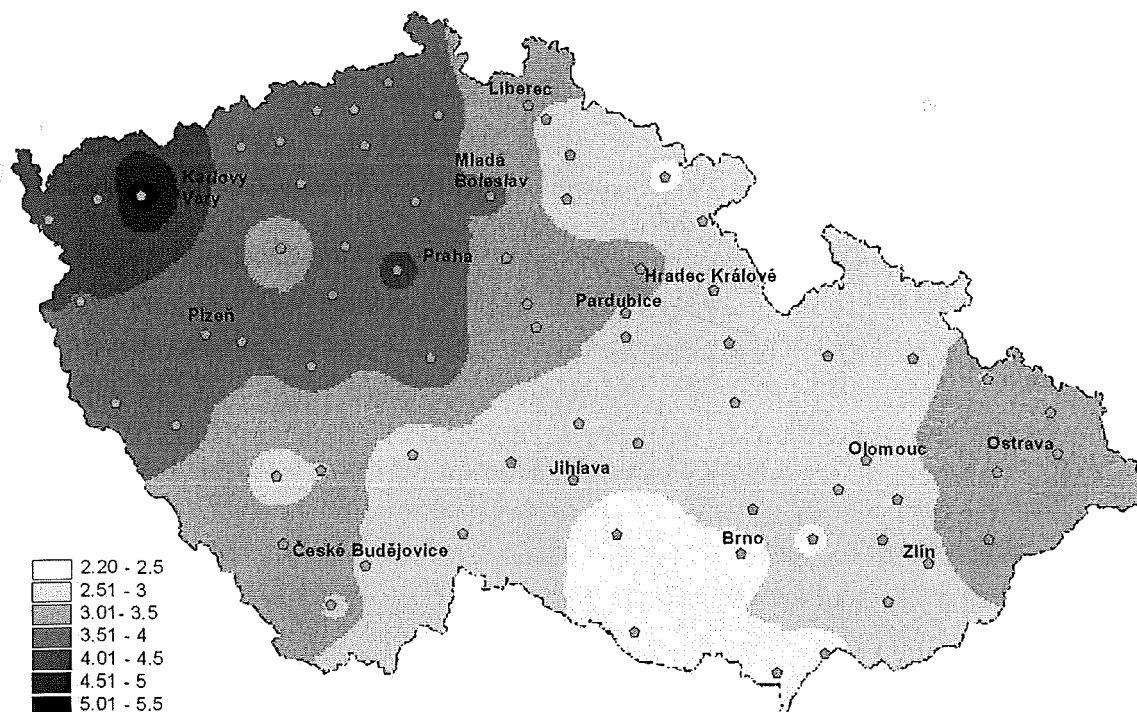 Liberec
Mladá
Boleslav
Karlovy
Vary
Praha
Hradec Králové
Pardubice
Plzeň
Olomouc
Ostrava
Jihlava
Brno
České Budějovice
Zlín
2.20 - 2.5
2.51 - 3
3.01- 3.5
3.51 - 4
4.01 - 4.5
4.51 - 5
5.01 - 5.5